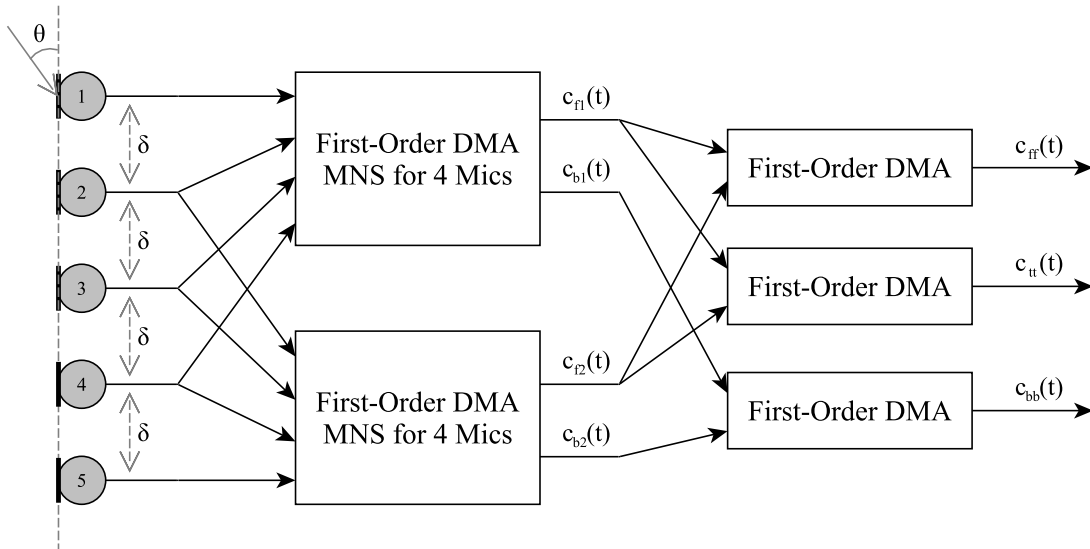 θ
1
δ
2
δ
3
δ
4
δ
5
First-Order DMA
MNS for 4 Mics
First-Order DMA
MNS for 4 Mics
c_f1(t)
c_b1(t)
c_f2(t)
c_b2(t)
First-Order DMA
First-Order DMA
First-Order DMA
c_ff(t)
c_tt(t)
c_bb(t)